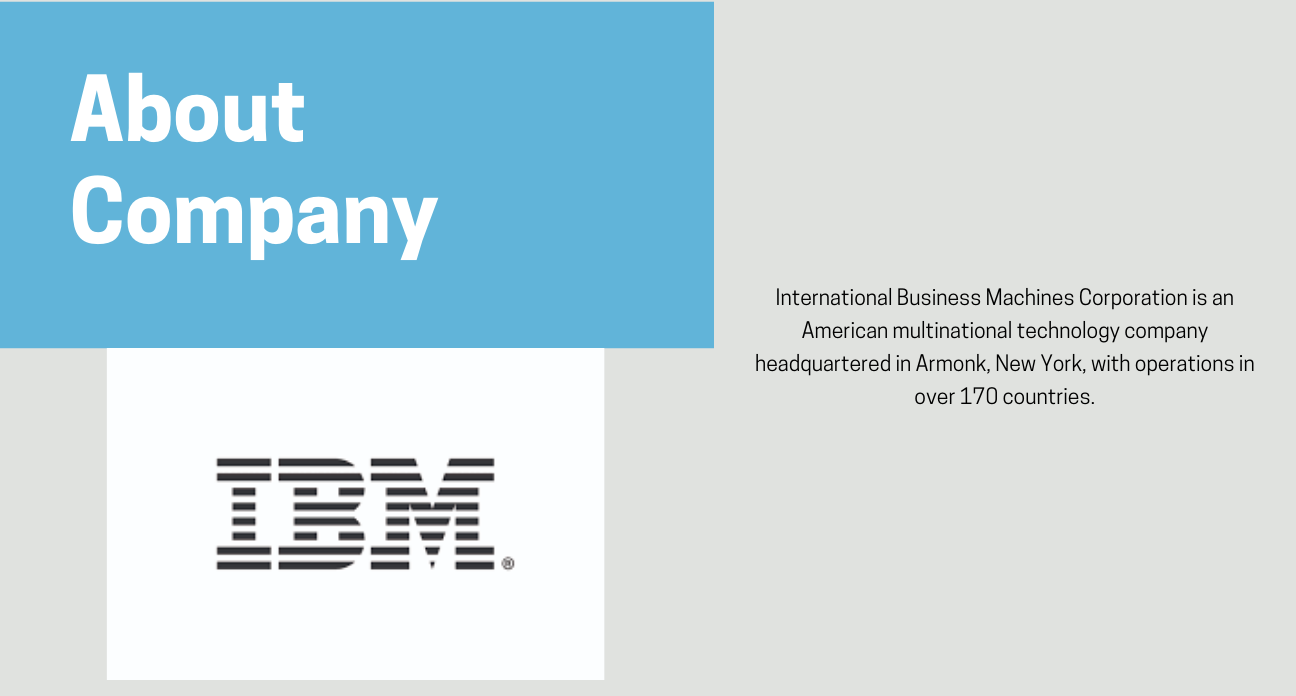 About
Company
International Business Machines Corporation is an
American multinational technology company
headquartered in Armonk, New York, with operations in
over 170 countries.
IBM®